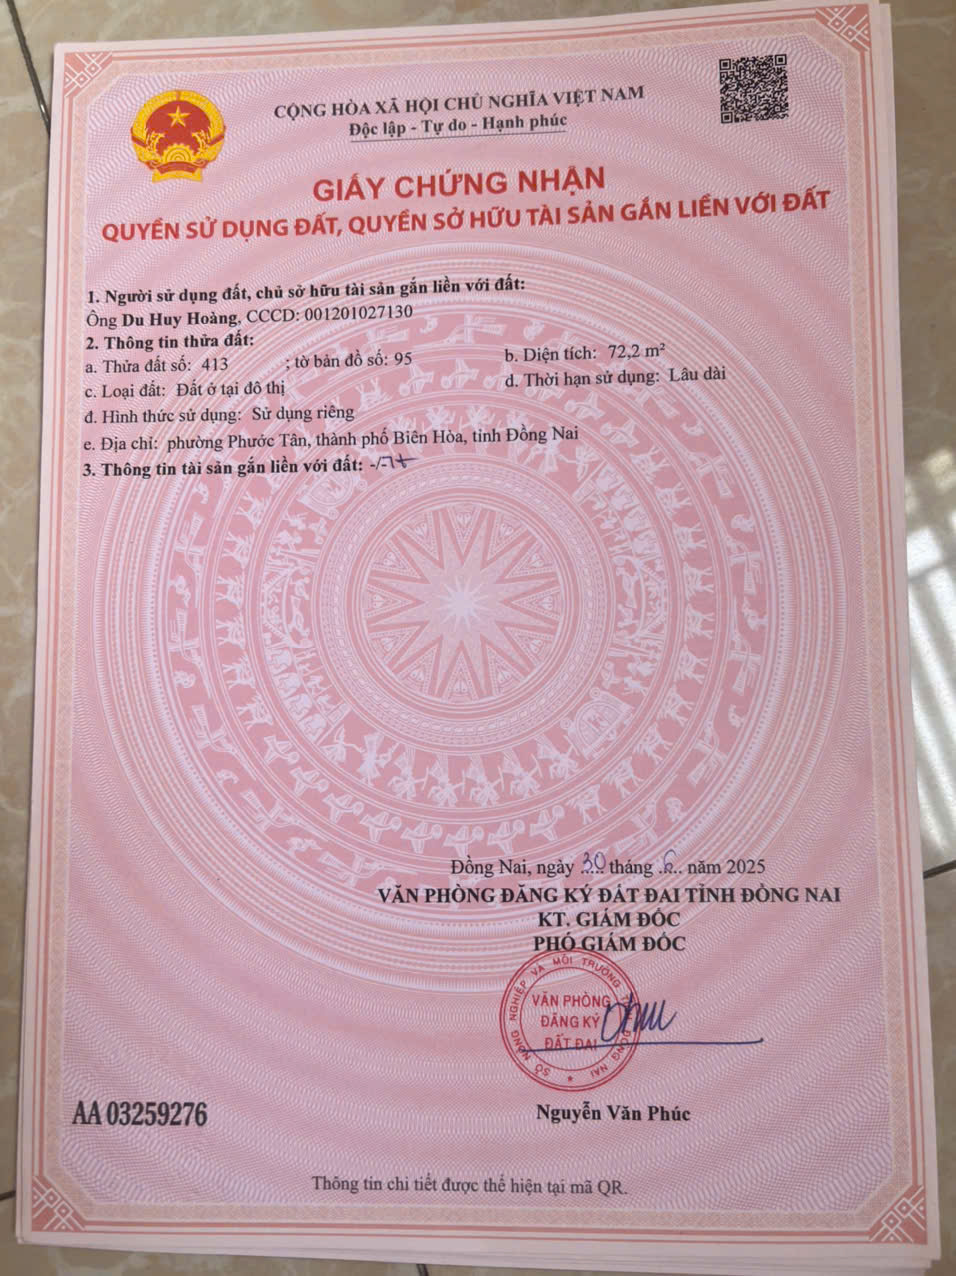 CỘNG HÒA XÃ HỘI CHỦ NGHĨA VIỆT NAM
Độc lập - Tự do - Hạnh phúc
GIẤY CHỨNG NHẬN
QUYỀN SỬ DỤNG ĐẤT, QUYỀN SỞ HỮU TÀI SẢN GẮN LIỀN VỚI ĐẤT
1. Người sử dụng đất, chủ sở hữu tài sản gắn liền với đất:
Ông Du Huy Hoàng, CCCD: 001201027130
2. Thông tin thửa đất:
a. Thửa đất số: 413 ; tờ bản đồ số: 95 b. Diện tích: 72,2 m²
c. Loại đất: Đất ở tại đô thị d. Thời hạn sử dụng: Lâu dài
đ. Hình thức sử dụng: Sử dụng riêng
e. Địa chỉ: phường Phước Tân, thành phố Biên Hòa, tỉnh Đồng Nai
3. Thông tin tài sản gắn liền với đất: -/-
Đồng Nai, ngày 30 tháng 6 năm 2025
VĂN PHÒNG ĐĂNG KÝ ĐẤT ĐAI TỈNH ĐỒNG NAI
KT. GIÁM ĐỐC
PHÓ GIÁM ĐỐC
SỞ NÔNG NGHIỆP VÀ MÔI TRƯỜNG
VĂN PHÒNG
ĐĂNG KÝ
ĐẤT ĐAI
Nguyễn Văn Phúc
AA 03259276
Thông tin chi tiết được thể hiện tại mã QR.